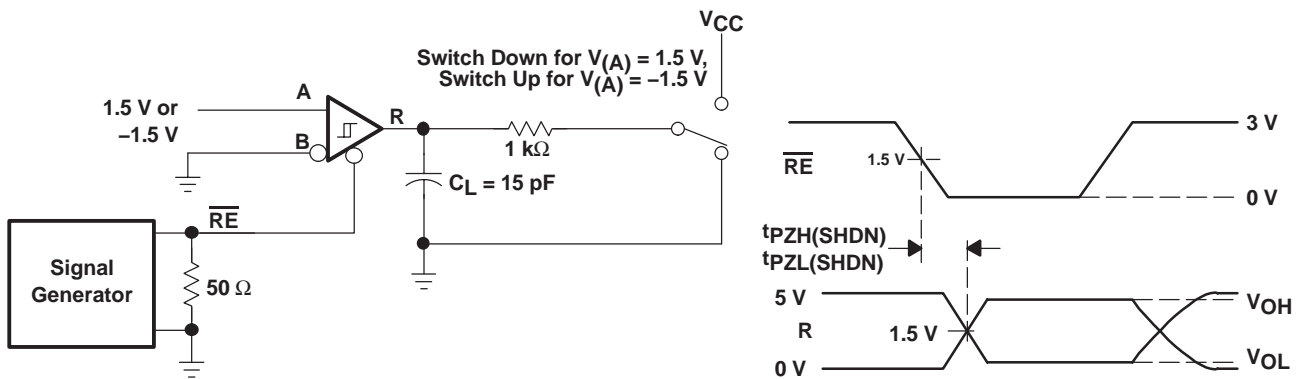 VCC
Switch Down for V(A) = 1.5 V,
Switch Up for V(A) = –1.5 V
A
1.5 V or
–1.5 V
R
B
1 kΩ
CL = 15 pF
RE
Signal
Generator
50 Ω
3 V
1.5 V
RE
0 V
tPZH(SHDN)
tPZL(SHDN)
5 V
VOH
R
1.5 V
0 V
VOL